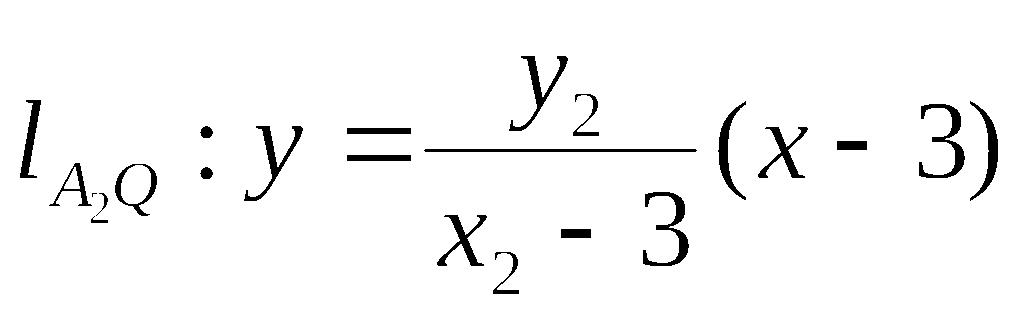 l_{A_2Q} : y = \frac{y_2}{x_2 - 3}(x - 3)